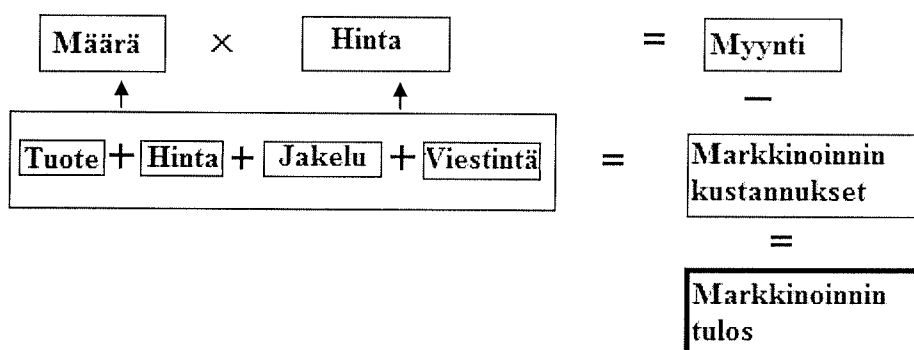 Määrä × Hinta = Myynti
−
Tuote + Hinta + Jakelu + Viestintä = Markkinoinnin
kustannukset
=
Markkinoinnin
tulos